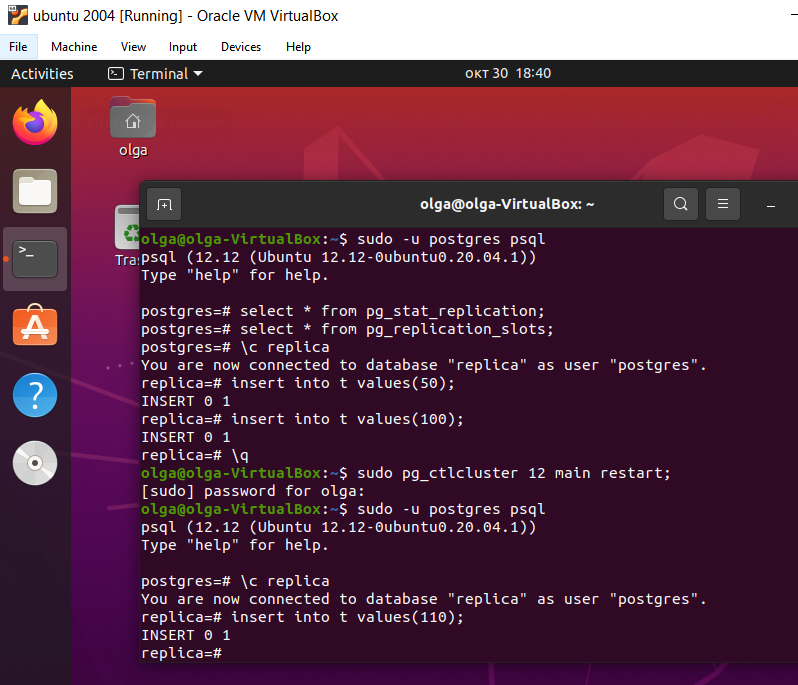 ubuntu 2004 [Running] - Oracle VM VirtualBox
File Machine View Input Devices Help
Activities Terminal окт 30 18:40
olga
olga@olga-VirtualBox: ~
Tras
olga@olga-VirtualBox:~$ sudo -u postgres psql
psql (12.12 (Ubuntu 12.12-0ubuntu0.20.04.1))
Type "help" for help.
postgres=# select * from pg_stat_replication;
postgres=# select * from pg_replication_slots;
postgres=# \c replica
You are now connected to database "replica" as user "postgres".
replica=# insert into t values(50);
INSERT 0 1
replica=# insert into t values(100);
INSERT 0 1
replica=# \q
olga@olga-VirtualBox:~$ sudo pg_ctlcluster 12 main restart;
[sudo] password for olga:
olga@olga-VirtualBox:~$ sudo -u postgres psql
psql (12.12 (Ubuntu 12.12-0ubuntu0.20.04.1))
Type "help" for help.
postgres=# \c replica
You are now connected to database "replica" as user "postgres".
replica=# insert into t values(110);
INSERT 0 1
replica=#